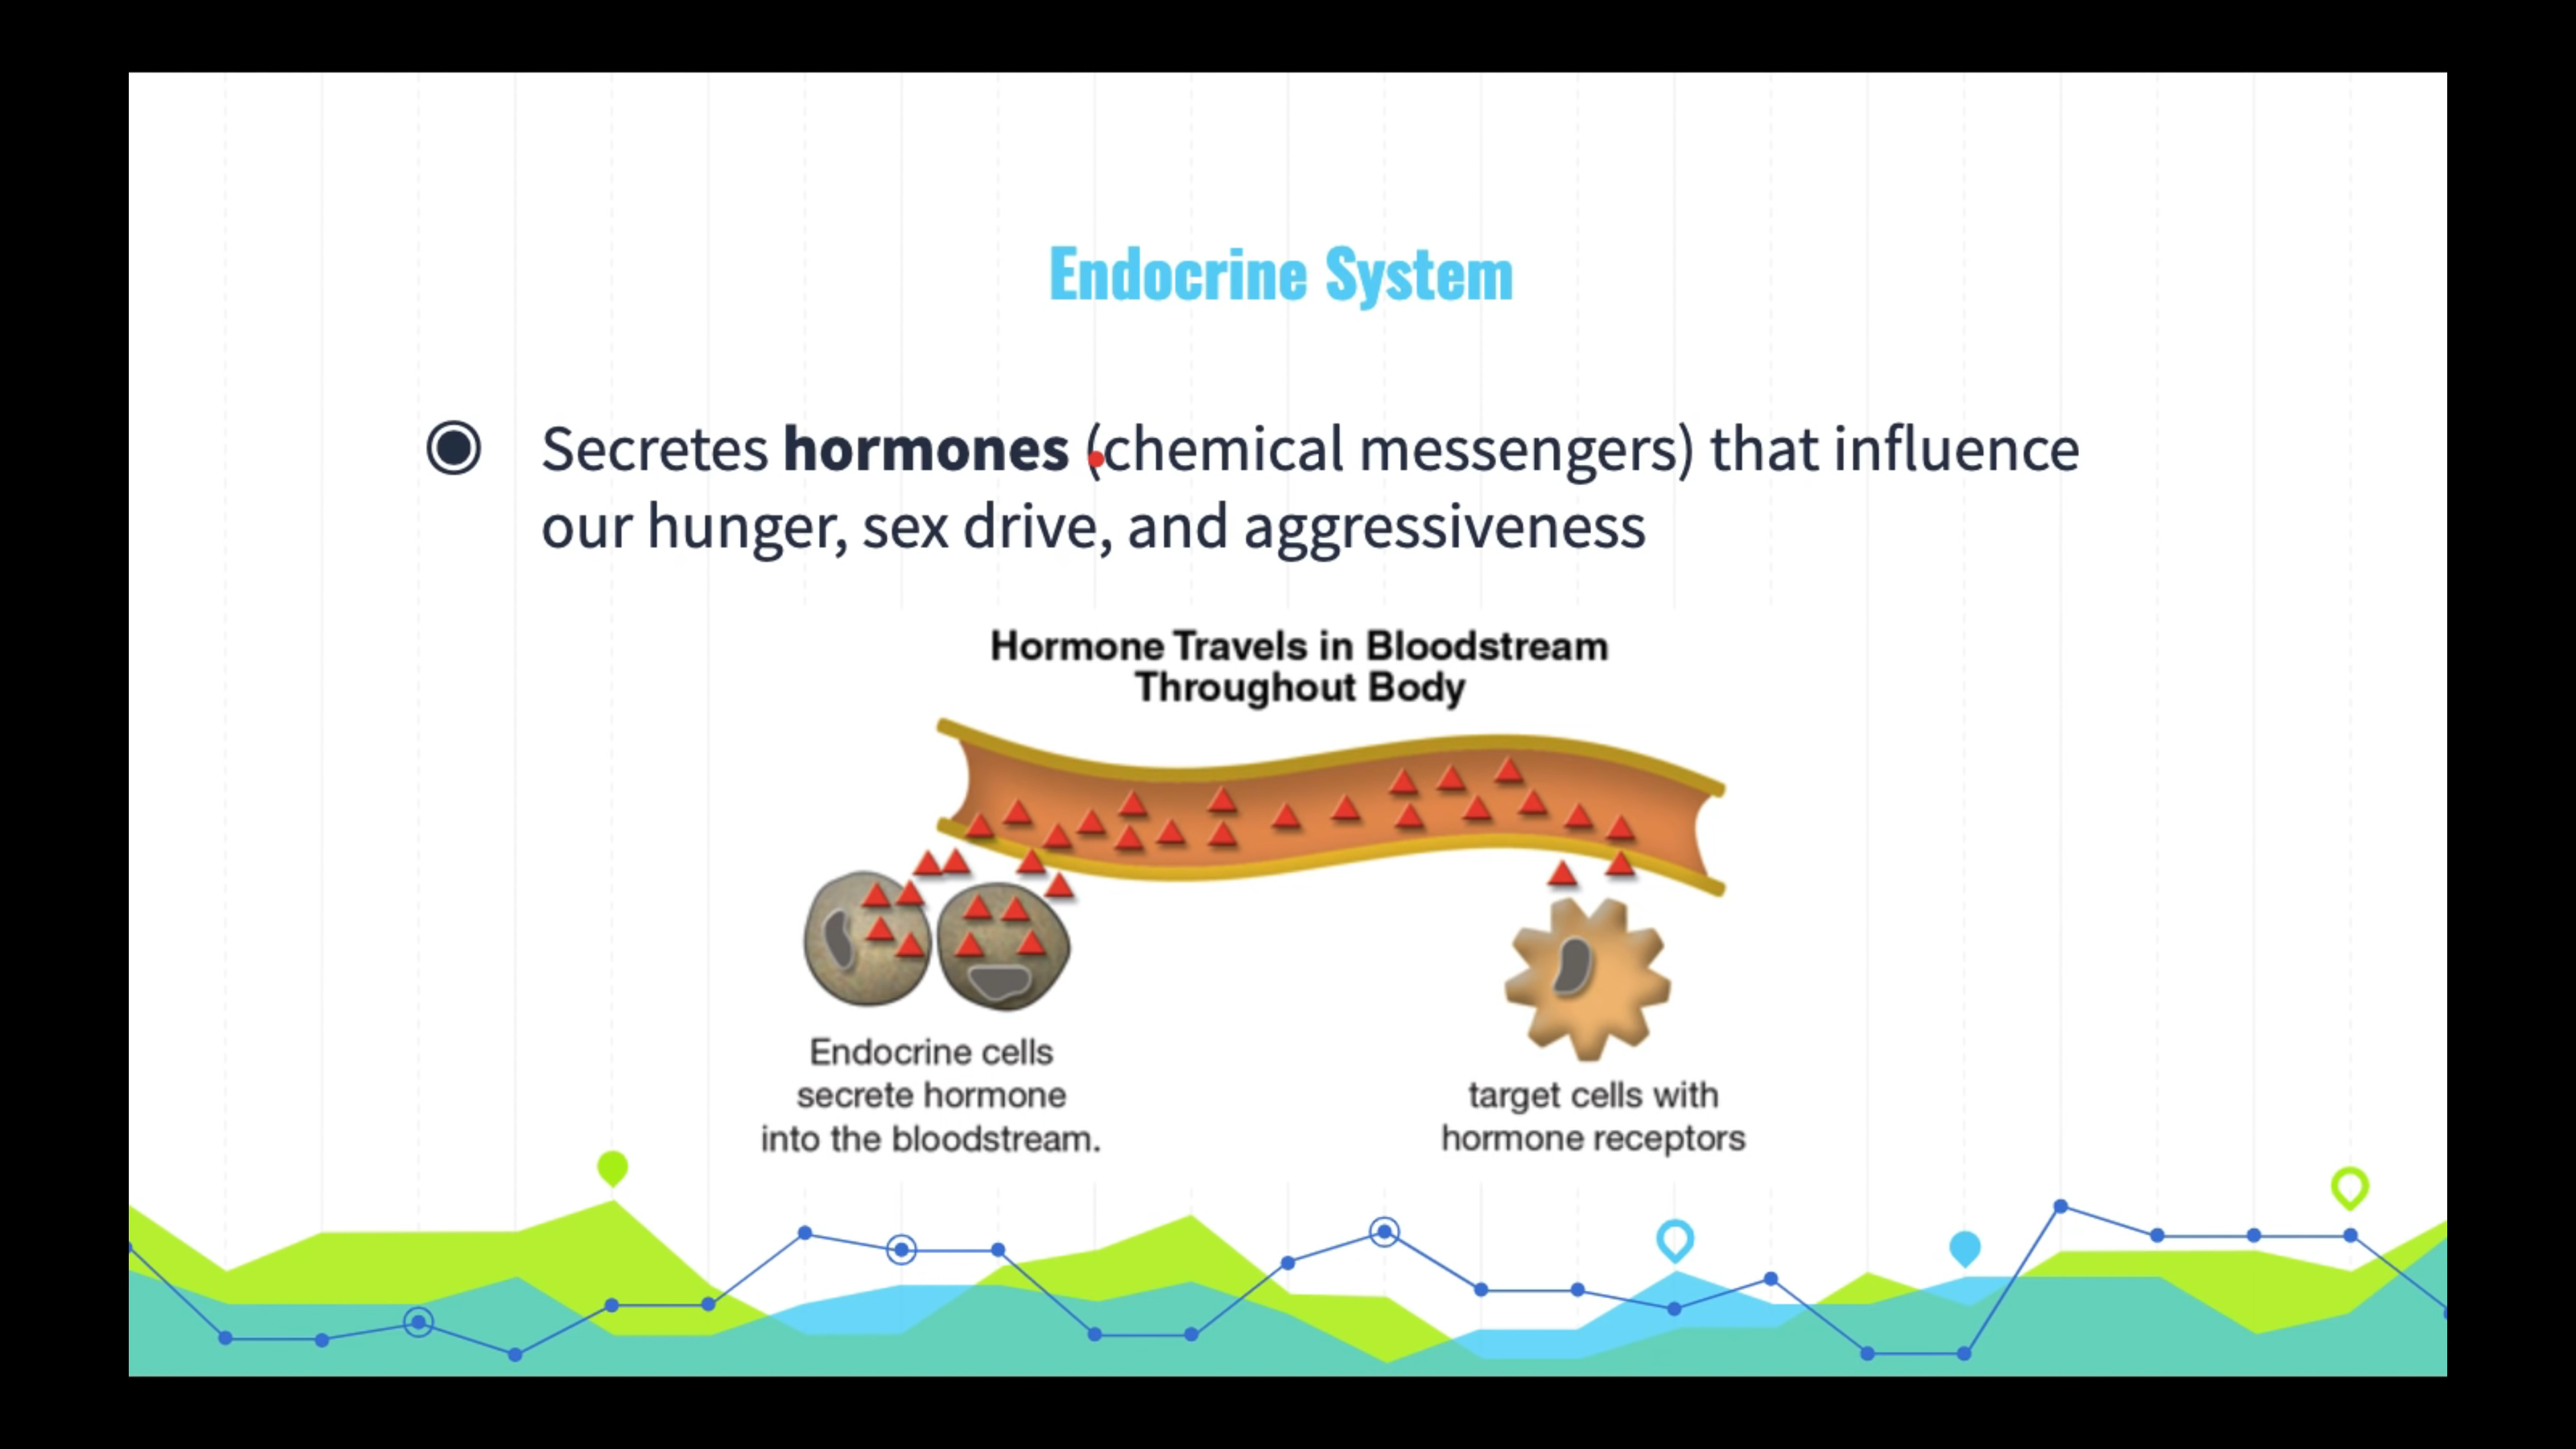 Endocrine System
Secretes hormones (chemical messengers) that influence
our hunger, sex drive, and aggressiveness
Hormone Travels in Bloodstream
Throughout Body
Endocrine cells
secrete hormone
into the bloodstream.
target cells with
hormone receptors